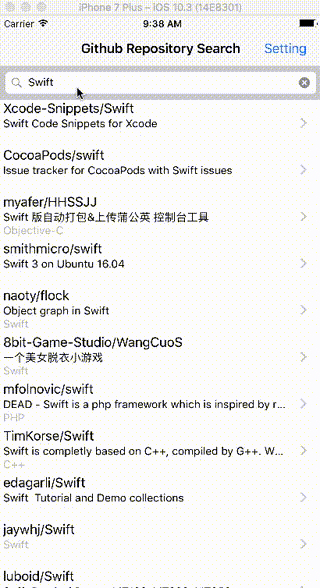 iPhone 7 Plus – iOS 10.3 (14E8301)
Carrier 9:38 AM
Github Repository Search Setting
Swift
Xcode-Snippets/Swift
Swift Code Snippets for Xcode
CocoaPods/swift
Issue tracker for CocoaPods with Swift issues
myafer/HHSSJJ
Swift 版自动打包&上传蒲公英 控制台工具
Objective-C
smithmicro/swift
Swift 3 on Ubuntu 16.04
naoty/flock
Object graph in Swift
Swift
8bit-Game-Studio/WangCuoS
一个美女脱衣小游戏
Swift
mfolnovic/swift
DEAD - Swift is a php framework which is inspired by r...
PHP
TimKorse/Swift
Swift is completly based on C++, compiled by G++. W...
C++
edagarli/Swift
Swift Tutorial and Demo collections
jaywhj/Swift
Swift
luboid/Swift